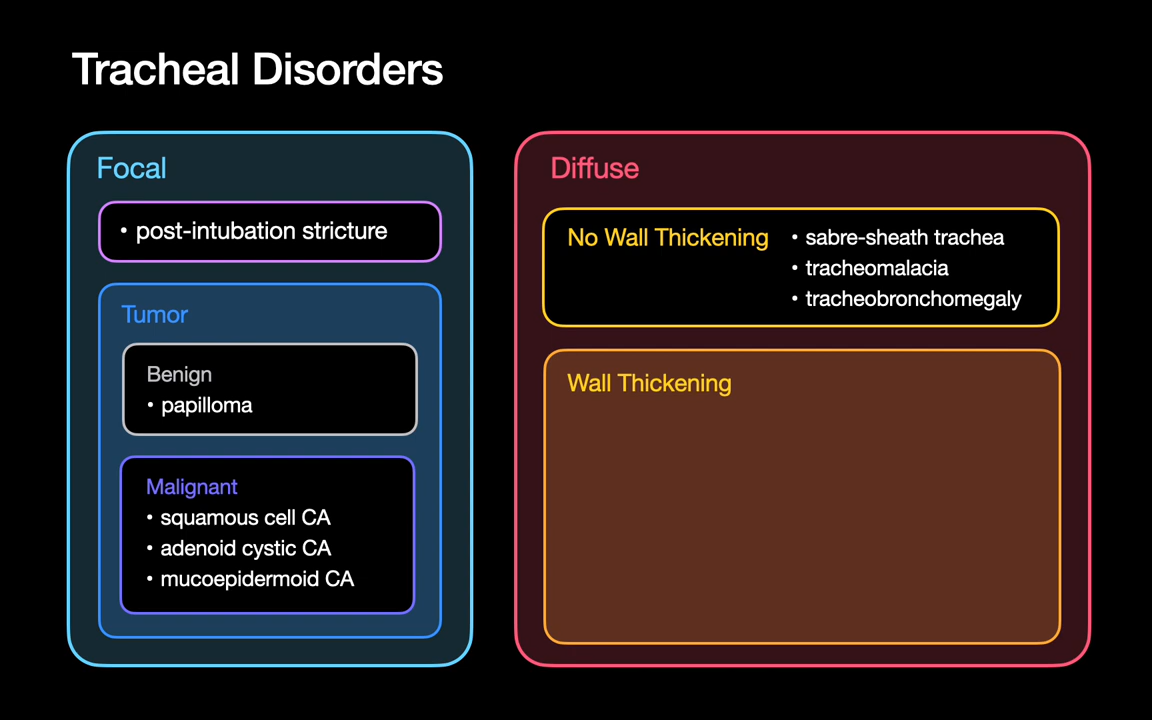 Tracheal Disorders
Focal
• post-intubation stricture
Tumor
Benign
• papilloma
Malignant
• squamous cell CA
• adenoid cystic CA
• mucoepidermoid CA
Diffuse
No Wall Thickening
• sabre-sheath trachea
• tracheomalacia
• tracheobronchomegaly
Wall Thickening